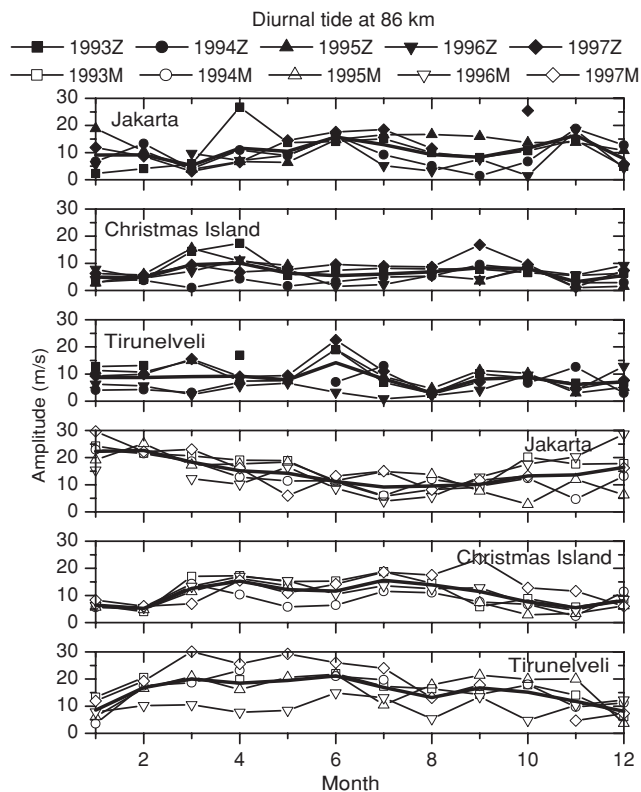 Diurnal tide at 86 km
1993Z 1994Z 1995Z 1996Z 1997Z
1993M 1994M 1995M 1996M 1997M
30
20
10
0
Jakarta
30
20
10
0
Christmas Island
30
20
10
0
Tirunelveli
Amplitude (m/s)
30
20
10
0
Jakarta
30
20
10
0
Christmas Island
30
20
10
0
Tirunelveli
2 4 6 8 10 12
Month